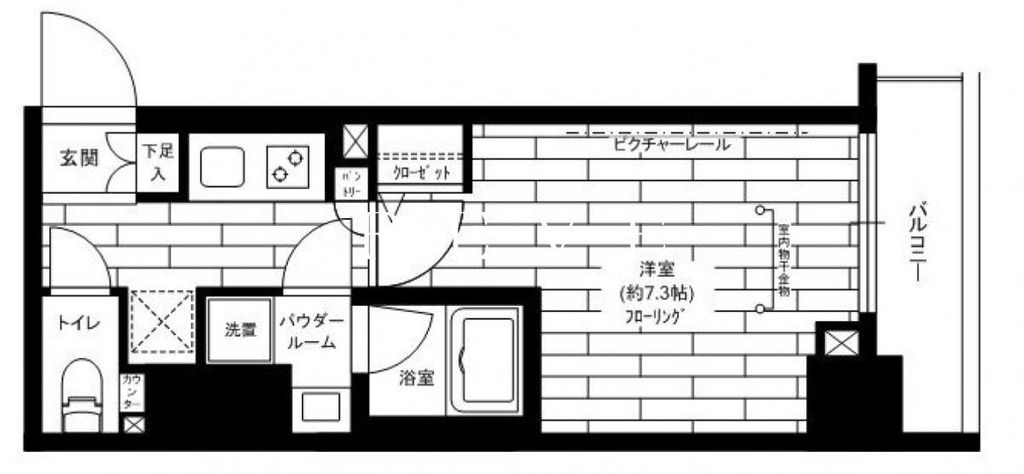 玄関
下足
入
パン
トリー
クローゼット
ピクチャーレール
バルコニー
室内物干金物
洋室
(約7.3帖)
フローリング
トイレ
洗置
パウダー
ルーム
浴室
カウ
ン
ター